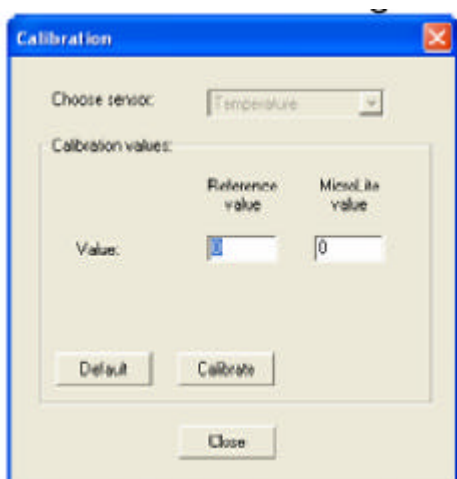 Calibration
Choose sensor: Temperature
Calibration values:
Reference value MicroLite value
Value: 0 0
Default Calibrate
Close